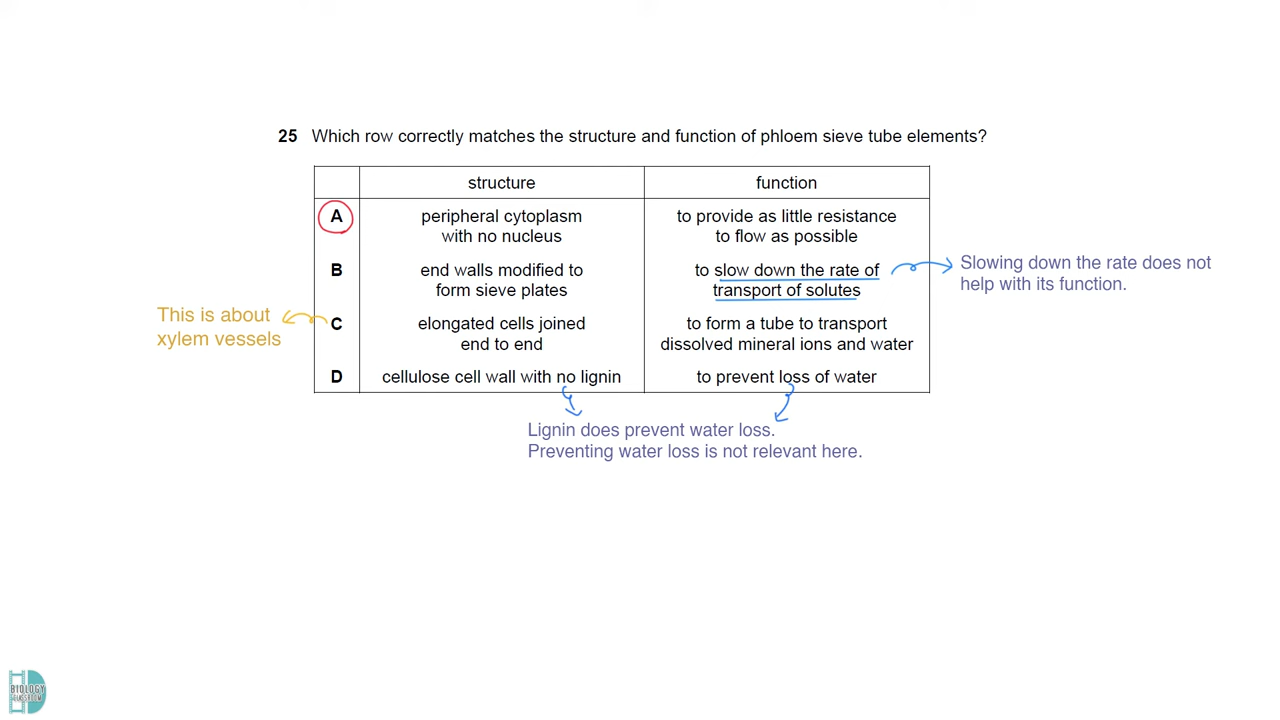 25 Which row correctly matches the structure and function of phloem sieve tube elements?
structure function
A peripheral cytoplasm to provide as little resistance
with no nucleus to flow as possible
B end walls modified to to slow down the rate of
form sieve plates transport of solutes
Slowing down the rate does not
help with its function.
This is about
xylem vessels
C elongated cells joined to form a tube to transport
end to end dissolved mineral ions and water
D cellulose cell wall with no lignin to prevent loss of water
Lignin does prevent water loss.
Preventing water loss is not relevant here.
BIOLOGY
CLASSROOM